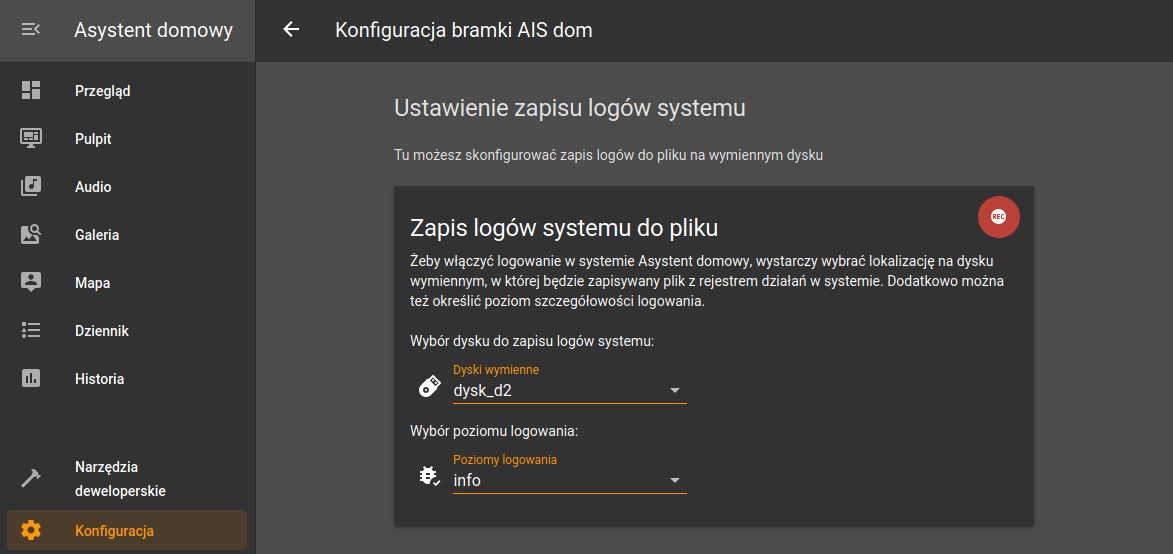 Asystent domowy
Konfiguracja bramki AIS dom
Przegląd
Pulpit
Audio
Galeria
Mapa
Dziennik
Historia
Narzędzia
deweloperskie
Konfiguracja
Ustawienie zapisu logów systemu
Tu możesz skonfigurować zapis logów do pliku na wymiennym dysku
REC
Zapis logów systemu do pliku
Żeby włączyć logowanie w systemie Asystent domowy, wystarczy wybrać lokalizację na dysku
wymiennym, w której będzie zapisywany plik z rejestrem działań w systemie. Dodatkowo można
też określić poziom szczegółowości logowania.
Wybór dysku do zapisu logów systemu:
Dyski wymienne
dysk_d2
Wybór poziomu logowania:
Poziomy logowania
info